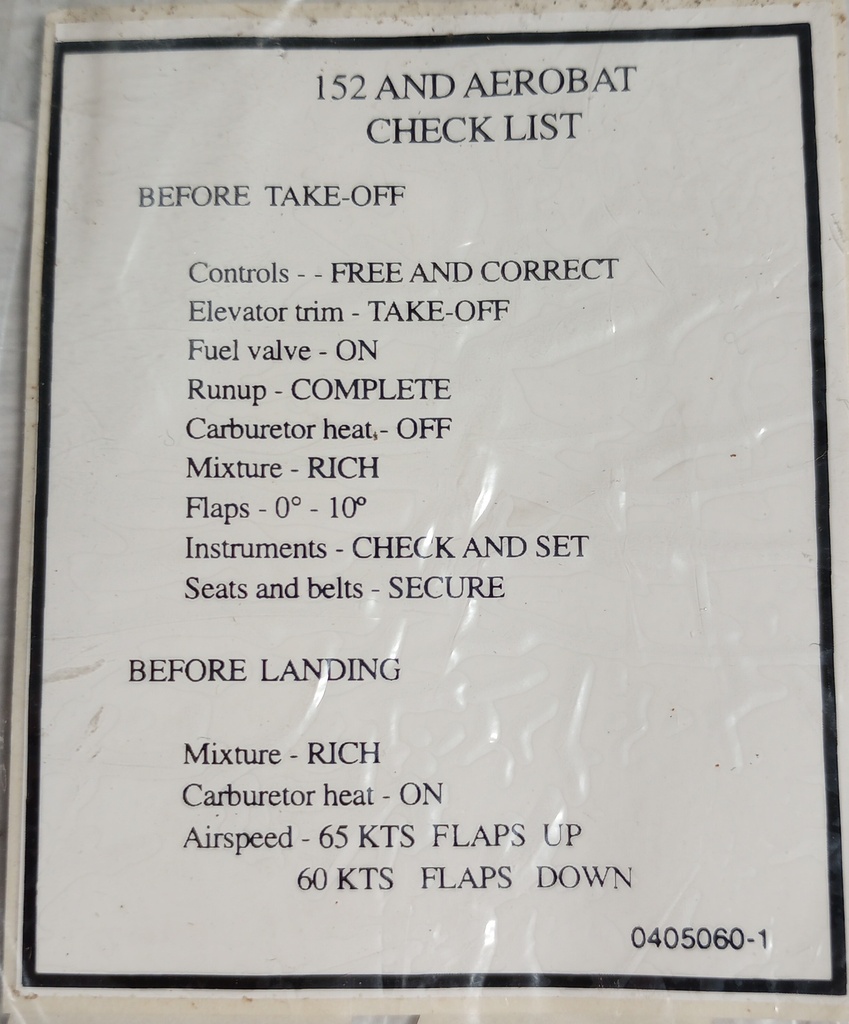 152 AND AEROBAT
CHECK LIST
BEFORE TAKE-OFF
Controls - - FREE AND CORRECT
Elevator trim - TAKE-OFF
Fuel valve - ON
Runup - COMPLETE
Carburetor heat - OFF
Mixture - RICH
Flaps - 0° - 10°
Instruments - CHECK AND SET
Seats and belts - SECURE
BEFORE LANDING
Mixture - RICH
Carburetor heat - ON
Airspeed - 65 KTS FLAPS UP
60 KTS FLAPS DOWN
0405060-1